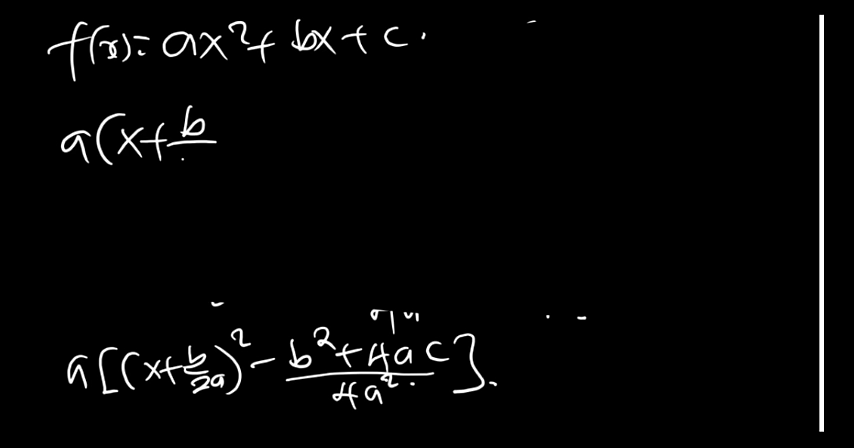 f(x)= ax²+ bx + c.
a(x+b/
a[(x+b/2a)² - b²+4ac/4a²].